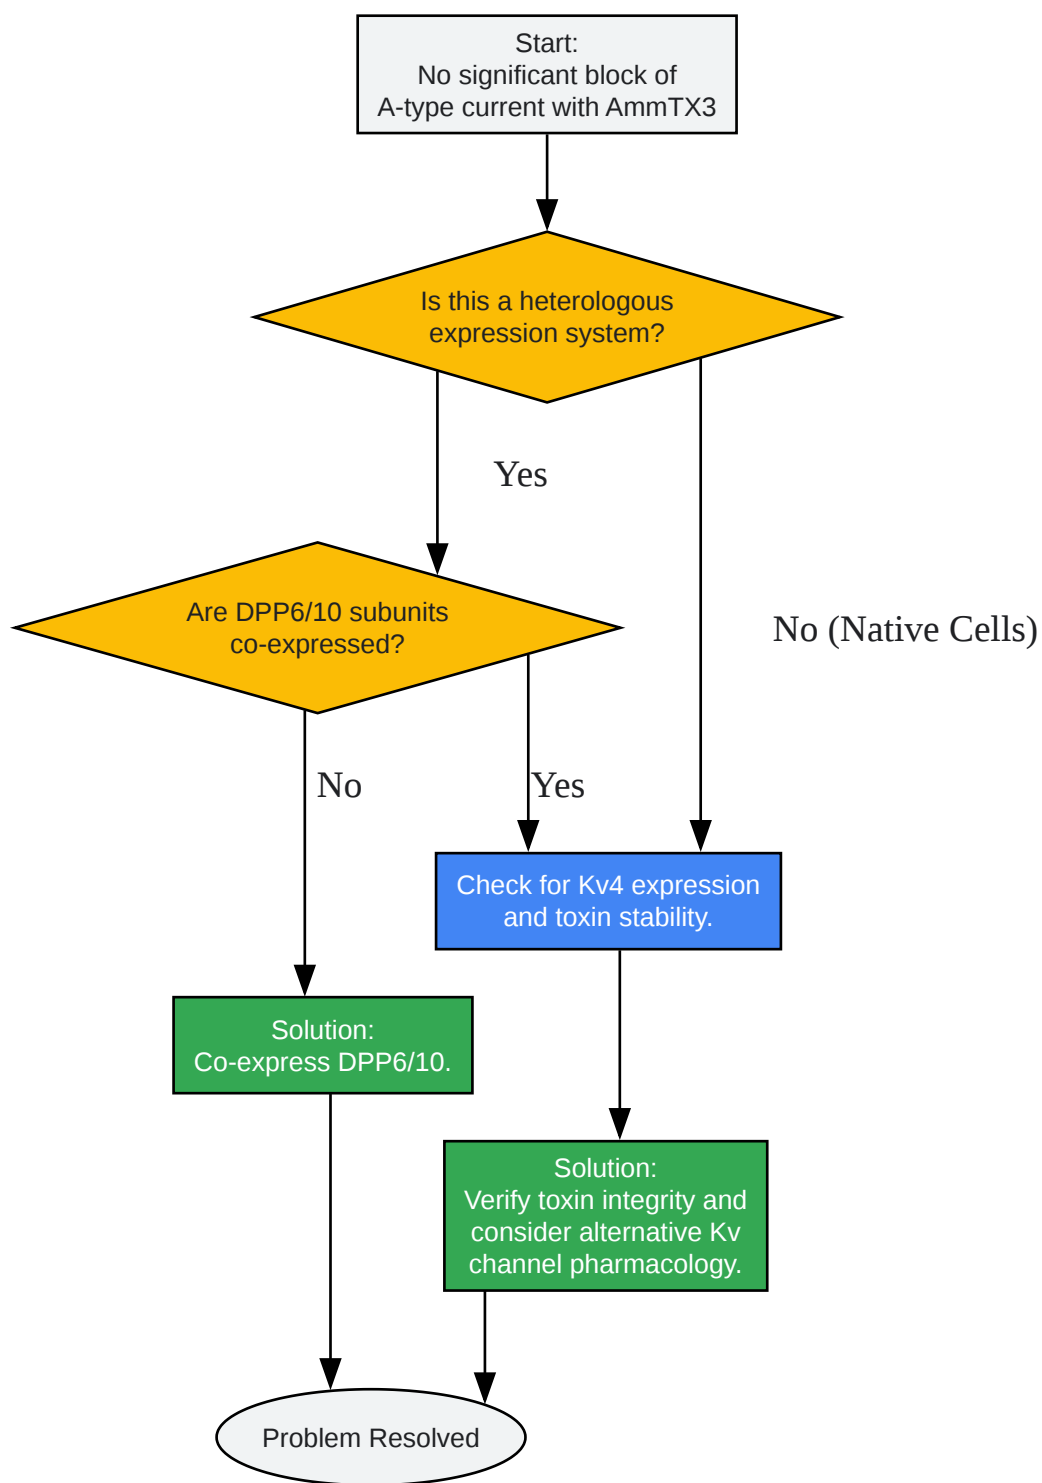 Start:
No significant block of
A-type current with AmmTX3
Is this a heterologous
expression system?
Yes
Are DPP6/10 subunits
co-expressed?
No (Native Cells)
No
Yes
Check for Kv4 expression
and toxin stability.
Solution:
Co-express DPP6/10.
Solution:
Verify toxin integrity and
consider alternative Kv
channel pharmacology.
Problem Resolved